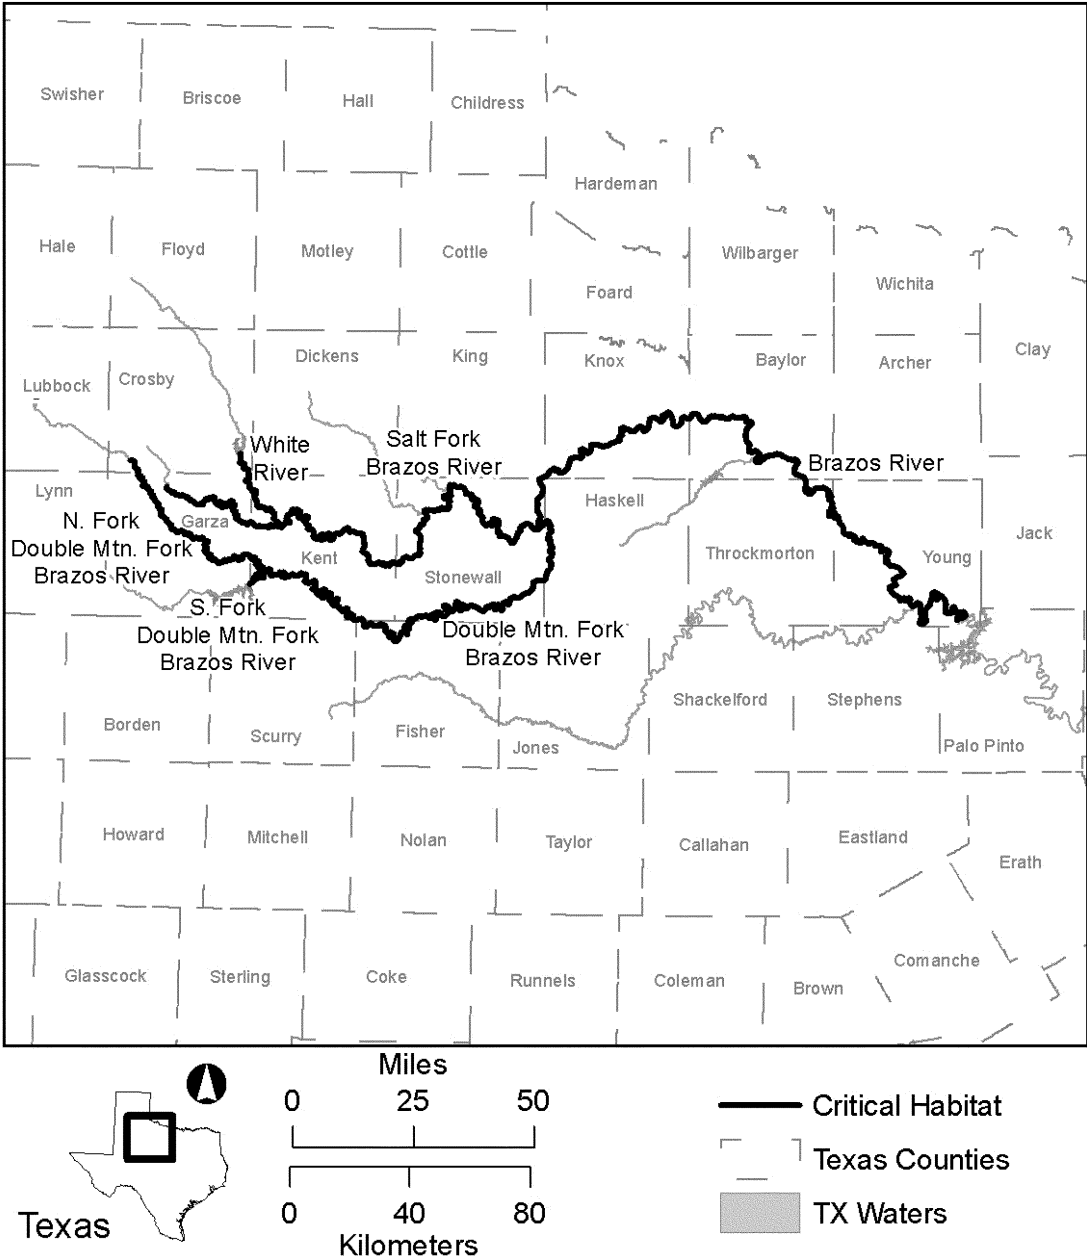 Swisher
Briscoe
Hall
Childress
Hardeman
Hale
Floyd
Motley
Cottle
Wilbarger
Foard
Wichita
Dickens
King
Knox
Baylor
Archer
Clay
Lubbock
Crosby
White
River
Salt Fork
Brazos River
Brazos River
Lynn
Garza
Haskell
N. Fork
Double Mtn. Fork
Brazos River
Kent
Stonewall
Throckmorton
Young
Jack
S. Fork
Double Mtn. Fork
Brazos River
Double Mtn. Fork
Brazos River
Borden
Scurry
Fisher
Jones
Shackelford
Stephens
Palo Pinto
Howard
Mitchell
Nolan
Taylor
Callahan
Eastland
Erath
Glasscock
Sterling
Coke
Runnels
Coleman
Brown
Comanche
Miles
0 25 50
0 40 80
Kilometers
Texas
Critical Habitat
Texas Counties
TX Waters